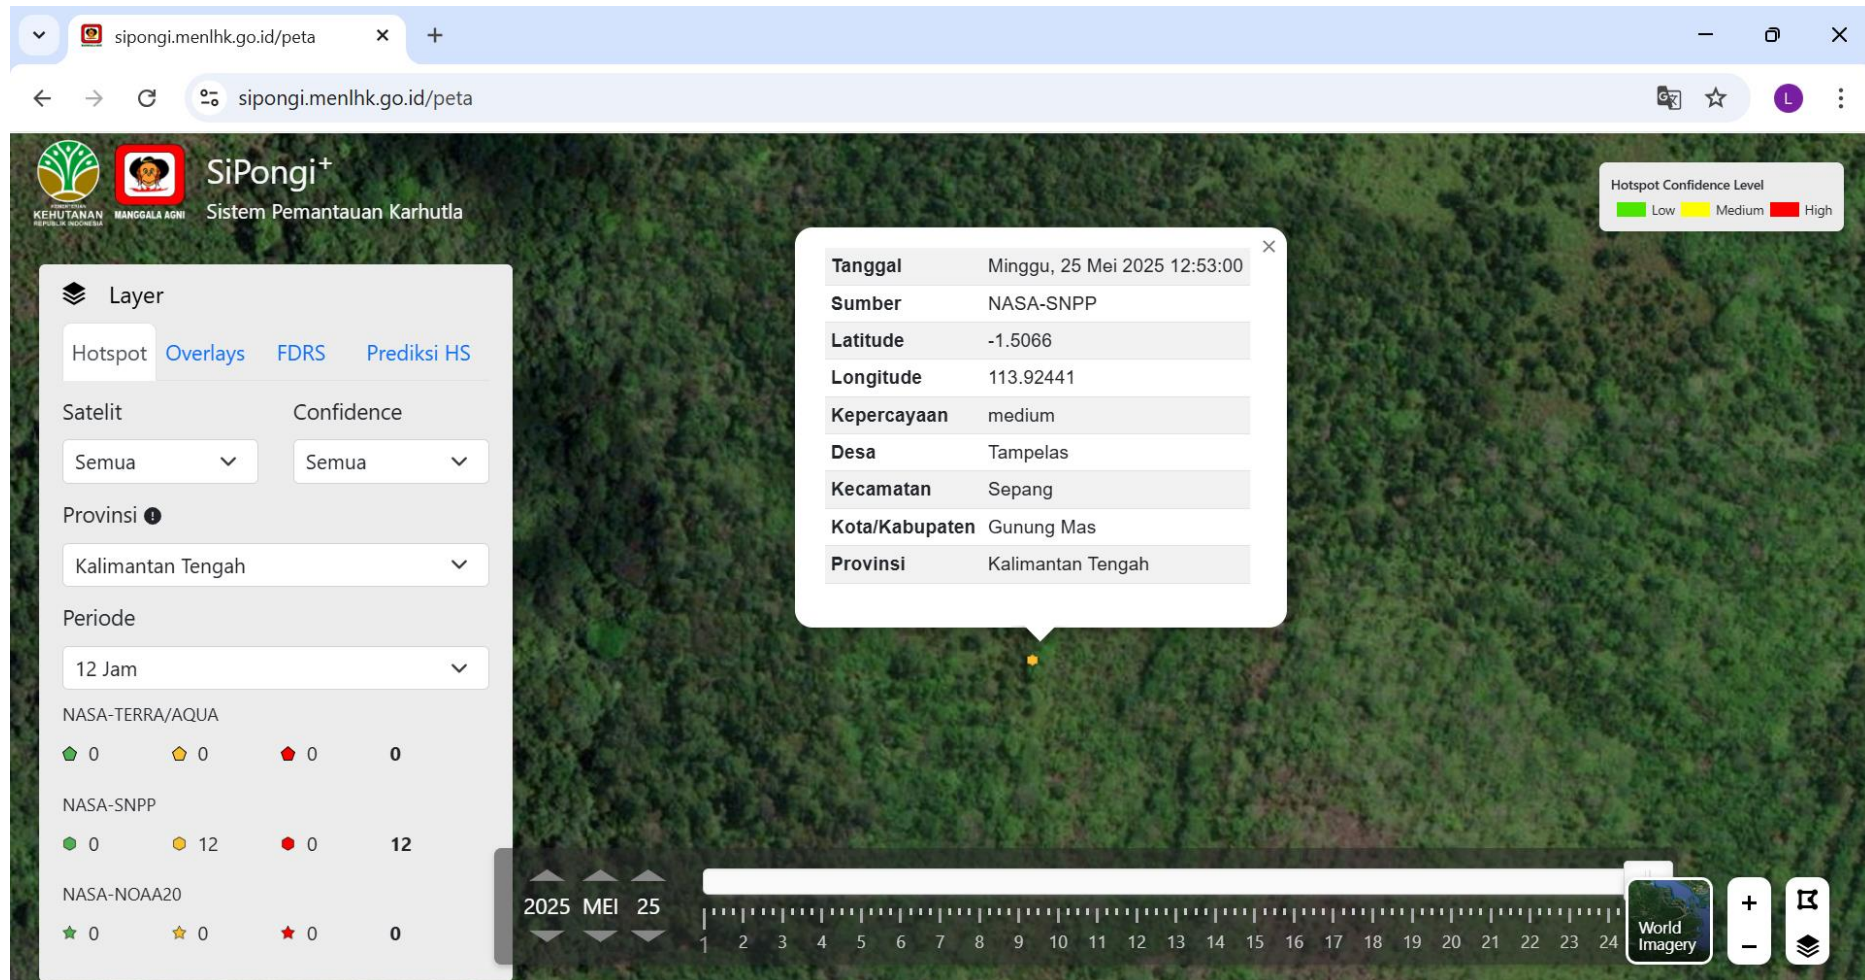 sipongi.menlhk.go.id/peta
sipongi.menlhk.go.id/peta
L
KEMENTERIAN
KEHUTANAN
REPUBLIK INDONESIA
MANGGALA AGNI
SiPongi+
Sistem Pemantauan Karhutla
Hotspot Confidence Level
Low Medium High
Layer
Hotspot Overlays FDRS Prediksi HS
Satelit Confidence
Semua Semua
Provinsi
Kalimantan Tengah
Periode
12 Jam
NASA-TERRA/AQUA
0 0 0 0
NASA-SNPP
0 12 0 12
NASA-NOAA20
0 0 0 0
Tanggal Minggu, 25 Mei 2025 12:53:00
Sumber NASA-SNPP
Latitude -1.5066
Longitude 113.92441
Kepercayaan medium
Desa Tampelas
Kecamatan Sepang
Kota/Kabupaten Gunung Mas
Provinsi Kalimantan Tengah
2025 MEI 25
1 2 3 4 5 6 7 8 9 10 11 12 13 14 15 16 17 18 19 20 21 22 23 24
World
Imagery
+
−